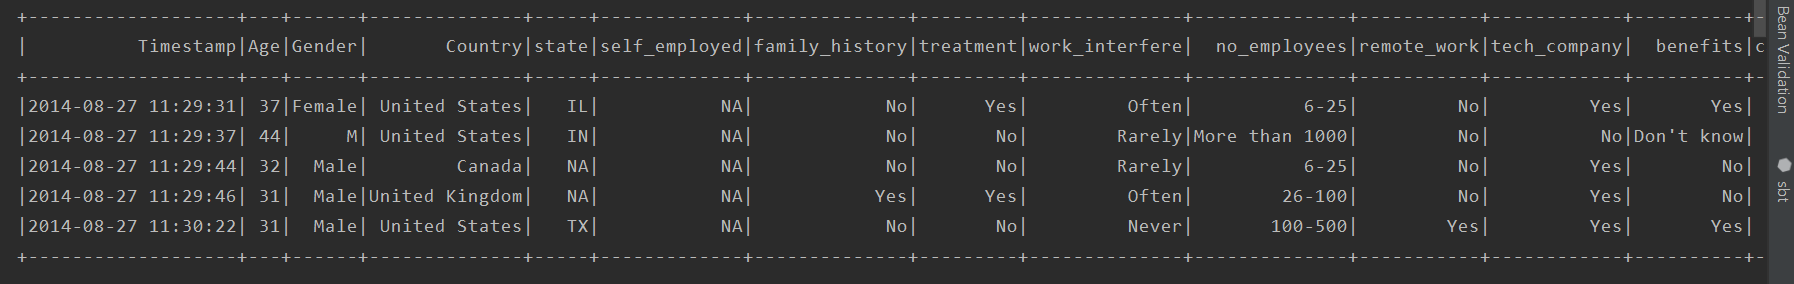 +-------------------+---+------+--------------+-----+-------------+--------------+---------+--------------+--------------+-----------+------------+----------+-
|          Timestamp|Age|Gender|       Country|state|self_employed|family_history|treatment|work_interfere|  no_employees|remote_work|tech_company|  benefits|c
+-------------------+---+------+--------------+-----+-------------+--------------+---------+--------------+--------------+-----------+------------+----------+-
|2014-08-27 11:29:31| 37|Female| United States|   IL|           NA|            No|      Yes|         Often|          6-25|         No|         Yes|       Yes|
|2014-08-27 11:29:37| 44|     M| United States|   IN|           NA|            No|       No|        Rarely|More than 1000|         No|          No|Don't know|
|2014-08-27 11:29:44| 32|  Male|        Canada|   NA|           NA|            No|       No|        Rarely|          6-25|         No|         Yes|        No|
|2014-08-27 11:29:46| 31|  Male|United Kingdom|   NA|           NA|           Yes|      Yes|         Often|        26-100|         No|         Yes|        No|
|2014-08-27 11:30:22| 31|  Male| United States|   TX|           NA|            No|       No|         Never|       100-500|        Yes|         Yes|       Yes|
+-------------------+---+------+--------------+-----+-------------+--------------+---------+--------------+--------------+-----------+------------+----------+-
Bean Validation
sbt